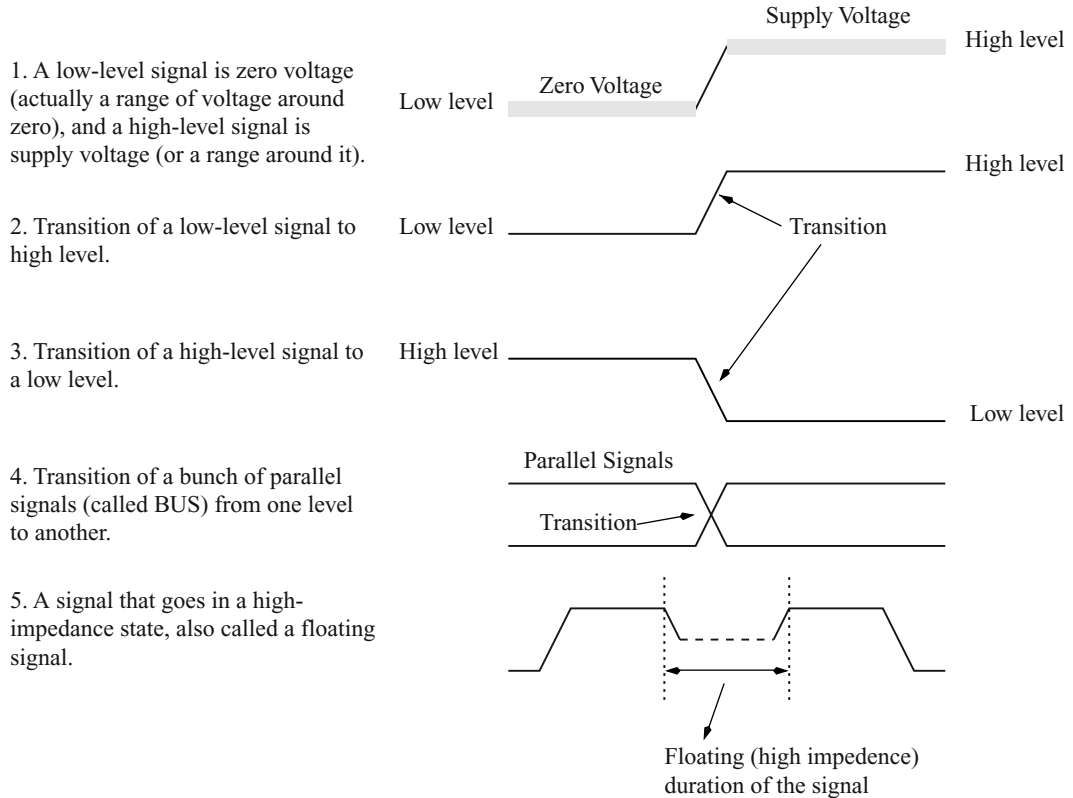 Supply Voltage
High level
1. A low-level signal is zero voltage
(actually a range of voltage around
zero), and a high-level signal is
supply voltage (or a range around it).
Zero Voltage
Low level
High level
2. Transition of a low-level signal to
high level.
Low level
Transition
3. Transition of a high-level signal to
a low level.
High level
Low level
4. Transition of a bunch of parallel
signals (called BUS) from one level
to another.
Parallel Signals
Transition
5. A signal that goes in a high-
impedance state, also called a floating
signal.
Floating (high impedence)
duration of the signal